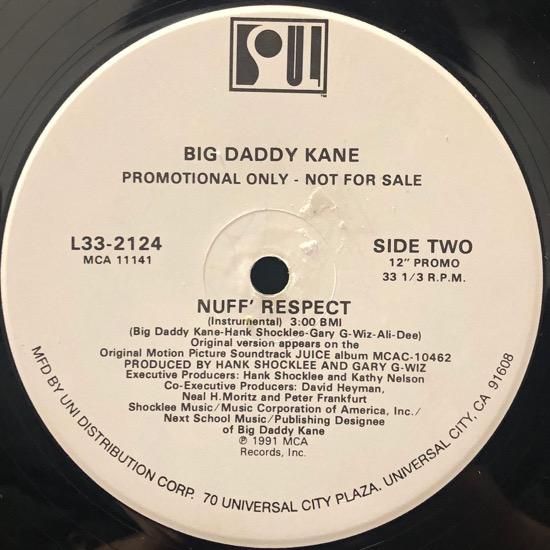 SOUL
TM
BIG DADDY KANE
PROMOTIONAL ONLY - NOT FOR SALE
L33-2124
MCA 11141
SIDE TWO
12" PROMO
33 1/3 R.P.M.
NUFF' RESPECT
(Instrumental) 3:00 BMI
(Big Daddy Kane-Hank Shocklee-Gary G-Wiz-Ali-Dee)
Original version appears on the
Original Motion Picture Soundtrack JUICE album MCAC-10462
PRODUCED BY HANK SHOCKLEE AND GARY G-WIZ
Executive Producers: Hank Shocklee and Kathy Nelson
Co-Executive Producers: David Heyman,
Neal H.Moritz and Peter Frankfurt
Shocklee Music/Music Corporation of America, Inc./
Next School Music/Publishing Designee
of Big Daddy Kane
℗ 1991 MCA
Records, Inc.
MFD BY UNI DISTRIBUTION CORP. 70 UNIVERSAL CITY PLAZA, UNIVERSAL CITY, CA 91608